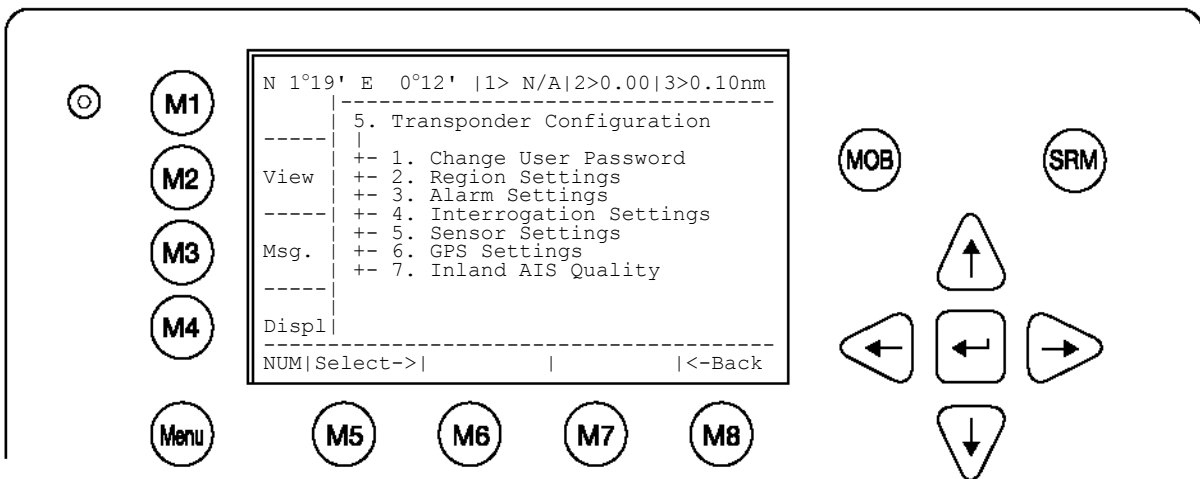 N 1°19' E  0°12' |1> N/A|2>0.00|3>0.10nm
M1
5. Transponder Configuration
MOB
SRM
+- 1. Change User Password
M2
View
+- 2. Region Settings
+- 3. Alarm Settings
+- 4. Interrogation Settings
+- 5. Sensor Settings
M3
Msg.
+- 6. GPS Settings
+- 7. Inland AIS Quality
M4
Displ
NUM|Select->|          |          |<-Back
Menu
M5
M6
M7
M8